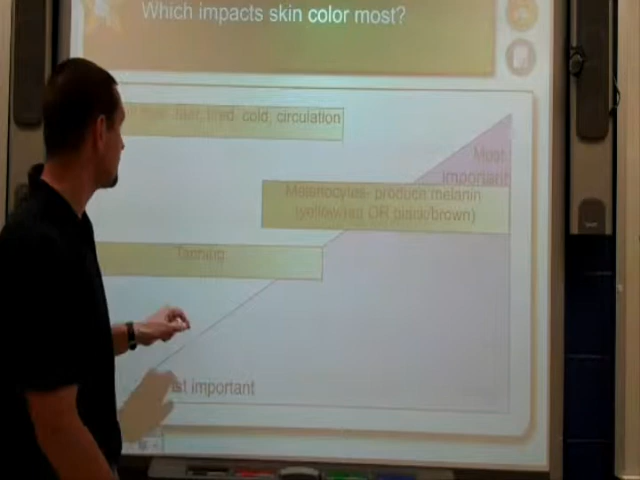 Which impacts skin color most?
cold, circulation
Most
important
Melanocytes- produce melanin
(yellow/red OR black/brown)
Tanning
important